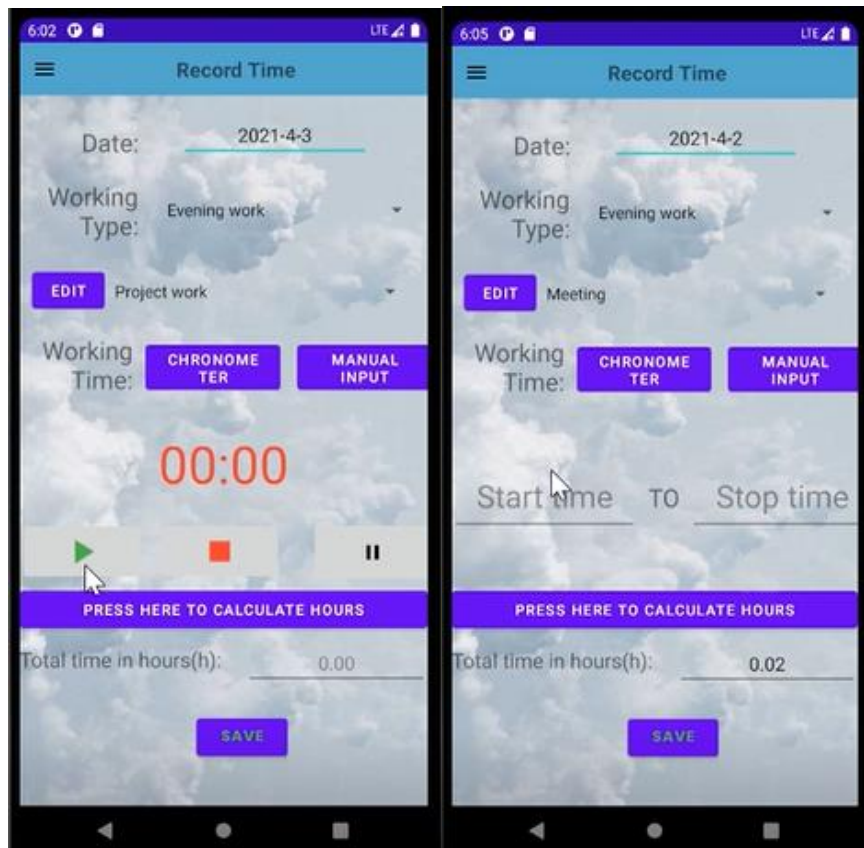 6:02
LTE
Record Time
Date:
2021-4-3
Working
Type:
Evening work
EDIT
Project work
Working
Time:
CHRONOME
TER
MANUAL
INPUT
00:00
PRESS HERE TO CALCULATE HOURS
Total time in hours(h):
0.00
SAVE
6:05
LTE
Record Time
Date:
2021-4-2
Working
Type:
Evening work
EDIT
Meeting
Working
Time:
CHRONOME
TER
MANUAL
INPUT
Start time
TO
Stop time
PRESS HERE TO CALCULATE HOURS
Total time in hours(h):
0.02
SAVE